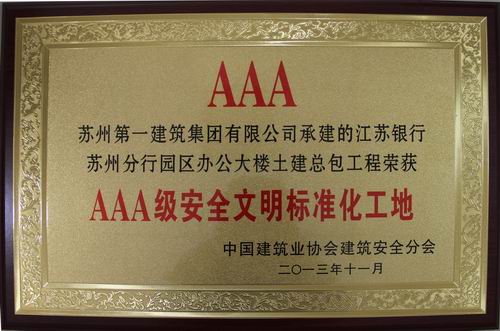 AAA
苏州第一建筑集团有限公司承建的江苏银行
苏州分行园区办公大楼土建总包工程荣获
AAA级安全文明标准化工地
中国建筑业协会建筑安全分会
二〇一三年十一月